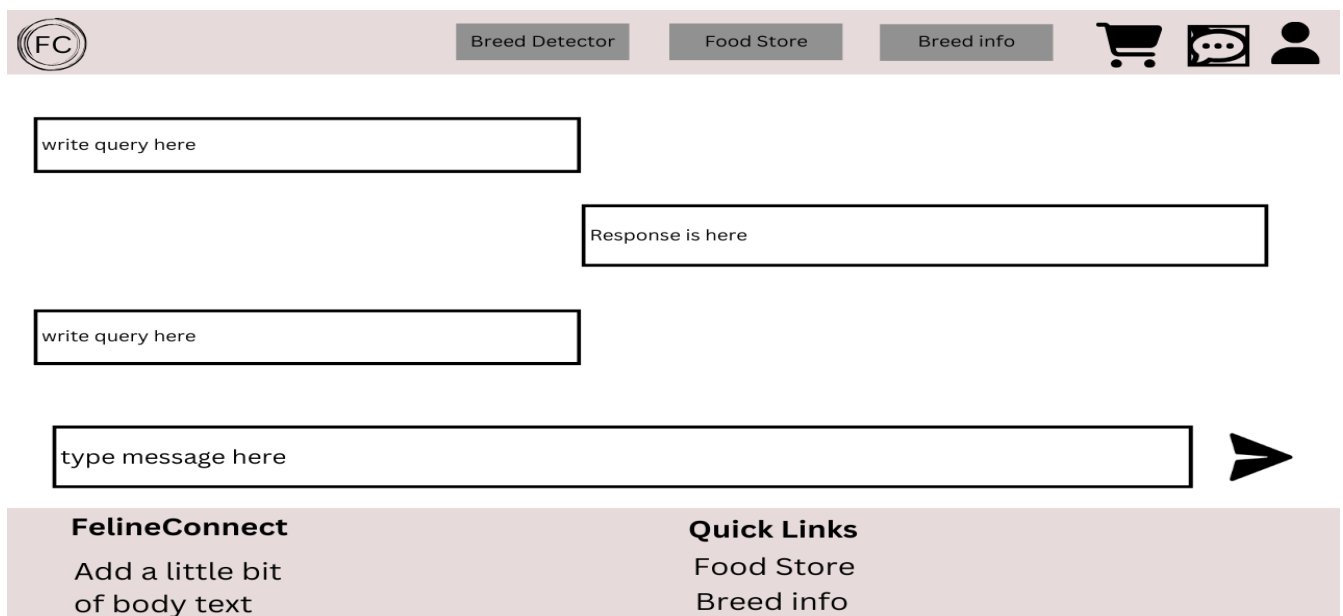 FC
Breed Detector
Food Store
Breed info
write query here
Response is here
write query here
type message here
FelineConnect
Add a little bit
of body text
Quick Links
Food Store
Breed info